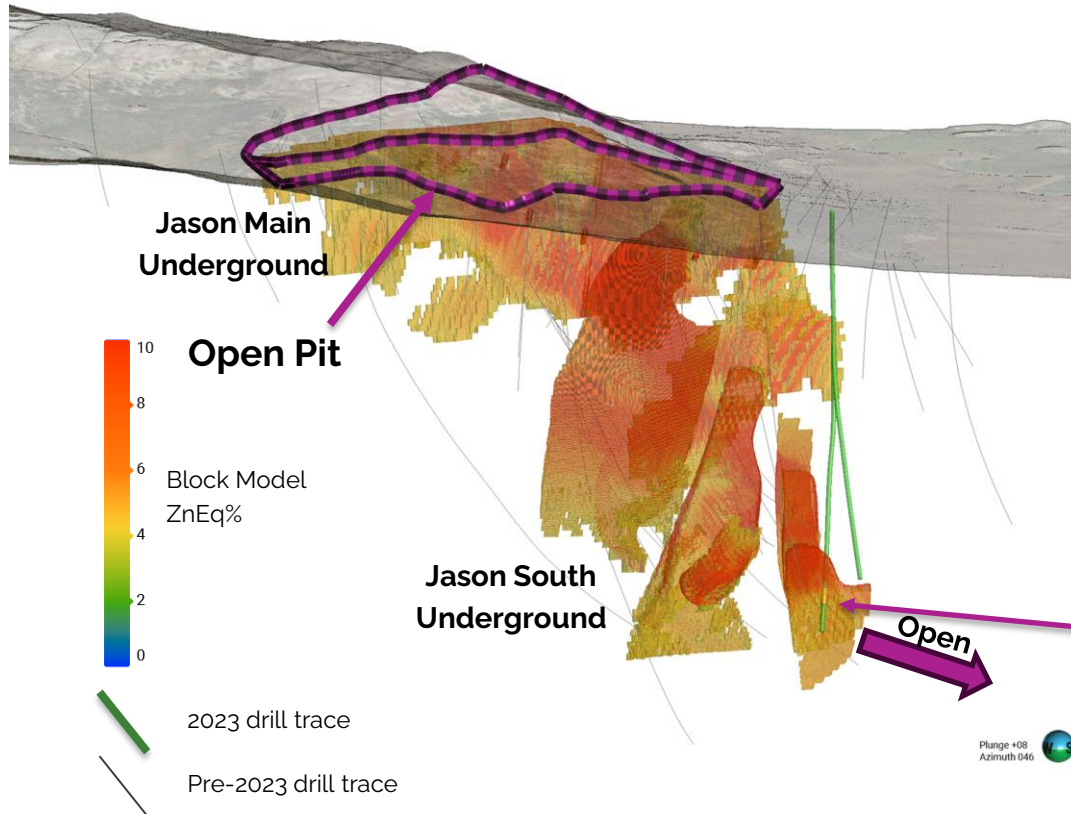 Jason Main
Underground
Open Pit
10
8
6
4
2
0
Block Model
ZnEq%
Jason South
Underground
Open
2023 drill trace
Pre-2023 drill trace
Plunge +08
Azimuth 046